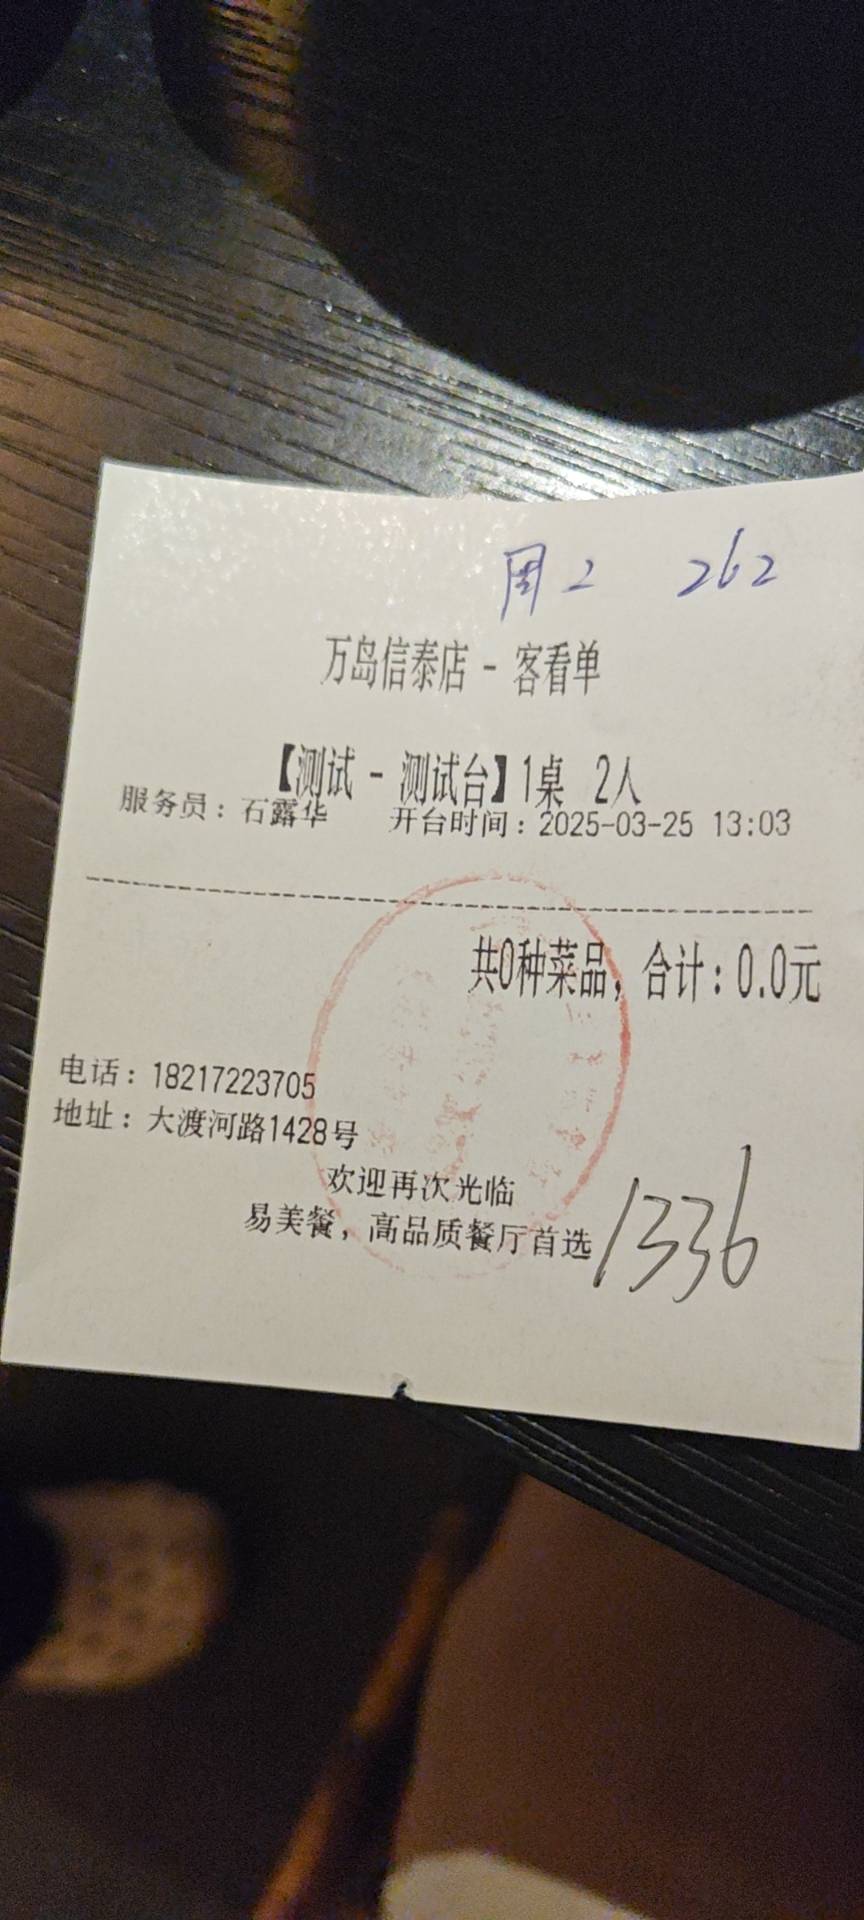 周2 262
万岛信泰店 - 客看单
【测试 - 测试台】1桌 2人
服务员：石露华 开台时间：2025-03-25 13:03
共0种菜品，合计：0.0元
电话：18217223705
地址：大渡河路1428号
欢迎再次光临
易美餐，高品质餐厅首选
1336